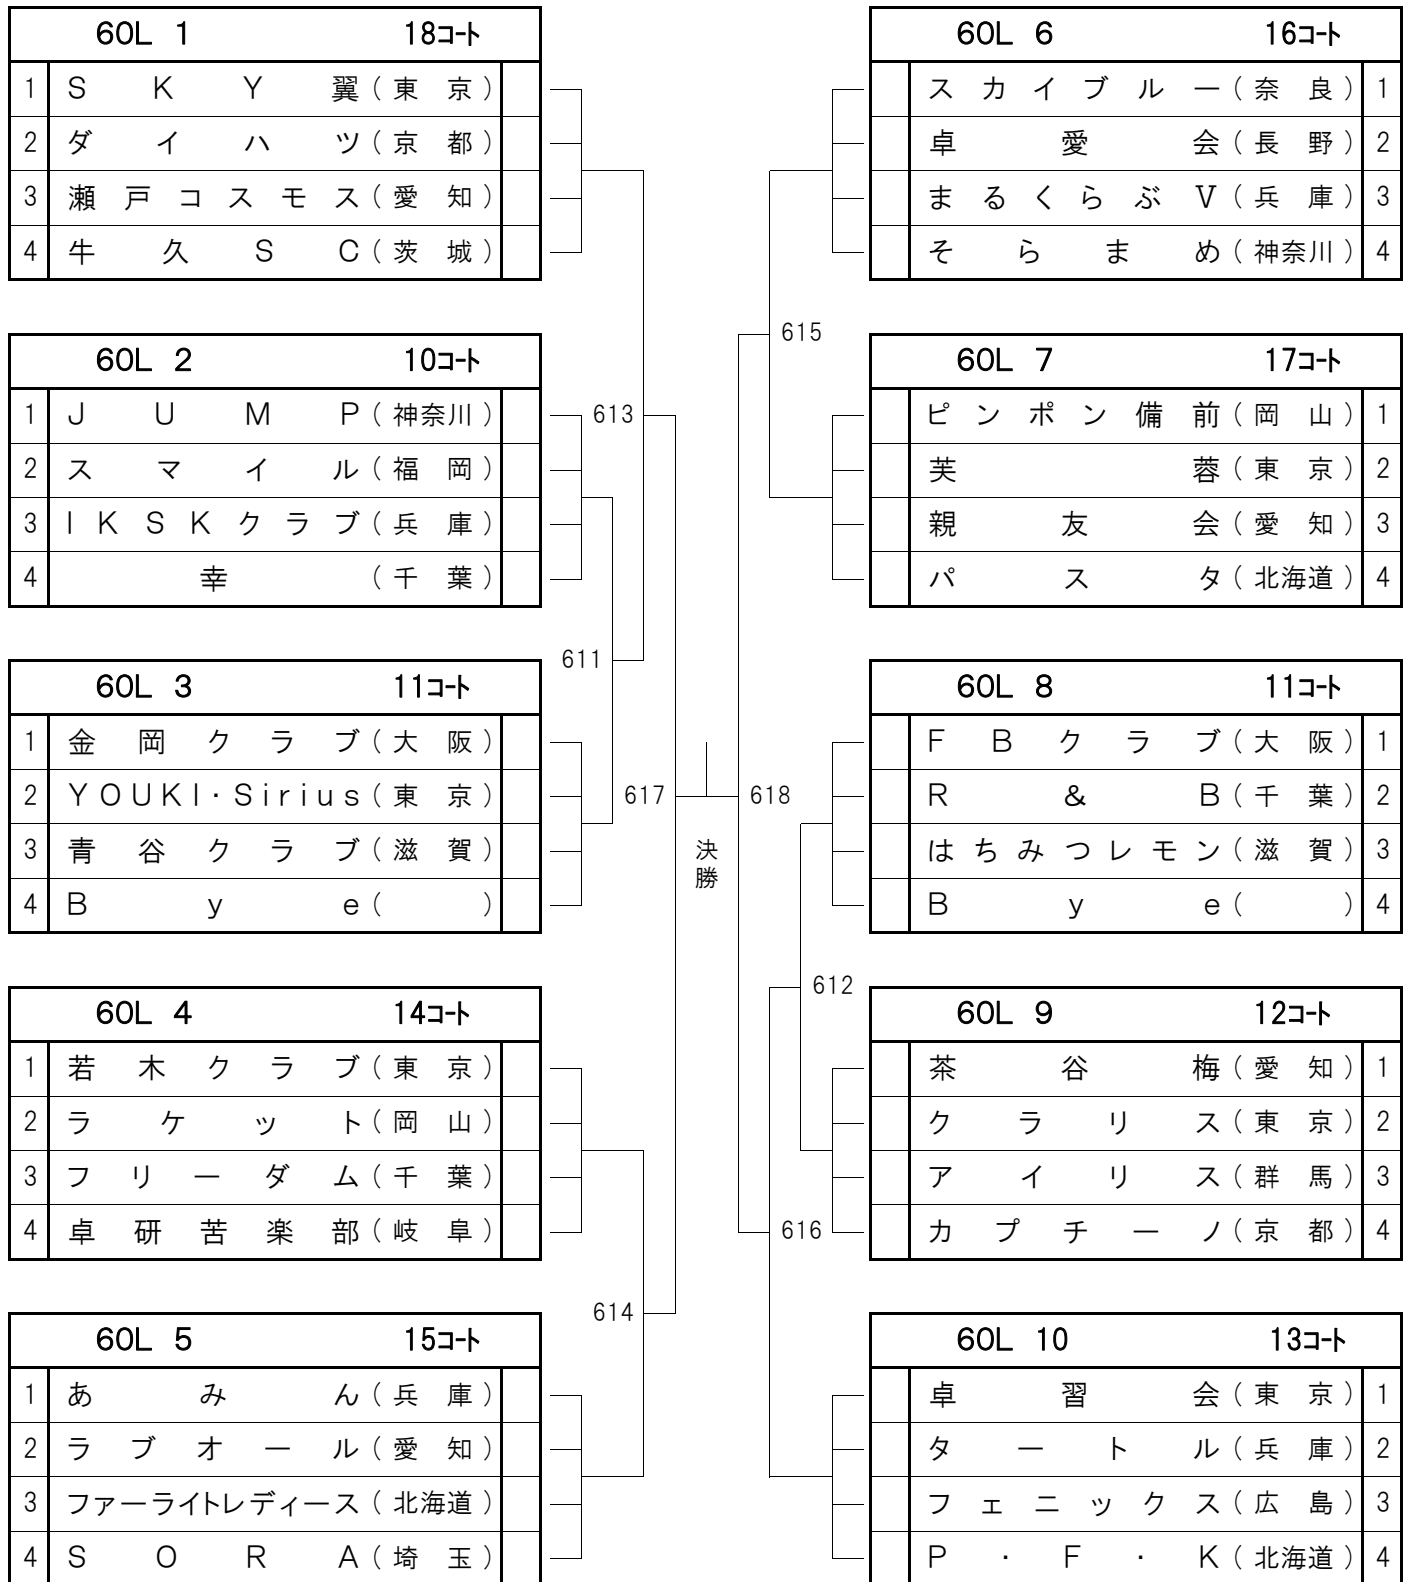 60L 1 18コート
1 SKY翼(東京)
2 ダイハツ(京都)
3 瀬戸コスモス(愛知)
4 牛久SC(茨城)
60L 2 10コート
1 JUMP(神奈川)
2 スマイル(福岡)
3 IKSKクラブ(兵庫)
4 幸(千葉)
60L 3 11コート
1 金岡クラブ(大阪)
2 YOUKI・Sirius(東京)
3 青谷クラブ(滋賀)
4 Bye( )
60L 4 14コート
1 若木クラブ(東京)
2 ラケット(岡山)
3 フリーダム(千葉)
4 卓研苦楽部(岐阜)
60L 5 15コート
1 あみん(兵庫)
2 ラブオール(愛知)
3 ファーライトレディース(北海道)
4 SORA(埼玉)
613
611
617
614
決勝
615
618
612
616
60L 6 16コート
スカイブルー(奈良) 1
卓愛会(長野) 2
まるくらぶV(兵庫) 3
そらまめ(神奈川) 4
60L 7 17コート
ピンポン備前(岡山) 1
芙蓉(東京) 2
親友会(愛知) 3
パスタ(北海道) 4
60L 8 11コート
FBクラブ(大阪) 1
R&B(千葉) 2
はちみつレモン(滋賀) 3
Bye( ) 4
60L 9 12コート
茶谷梅(愛知) 1
クラリス(東京) 2
アイリス(群馬) 3
カプチーノ(京都) 4
60L 10 13コート
卓習会(東京) 1
タートル(兵庫) 2
フェニックス(広島) 3
P・F・K(北海道) 4